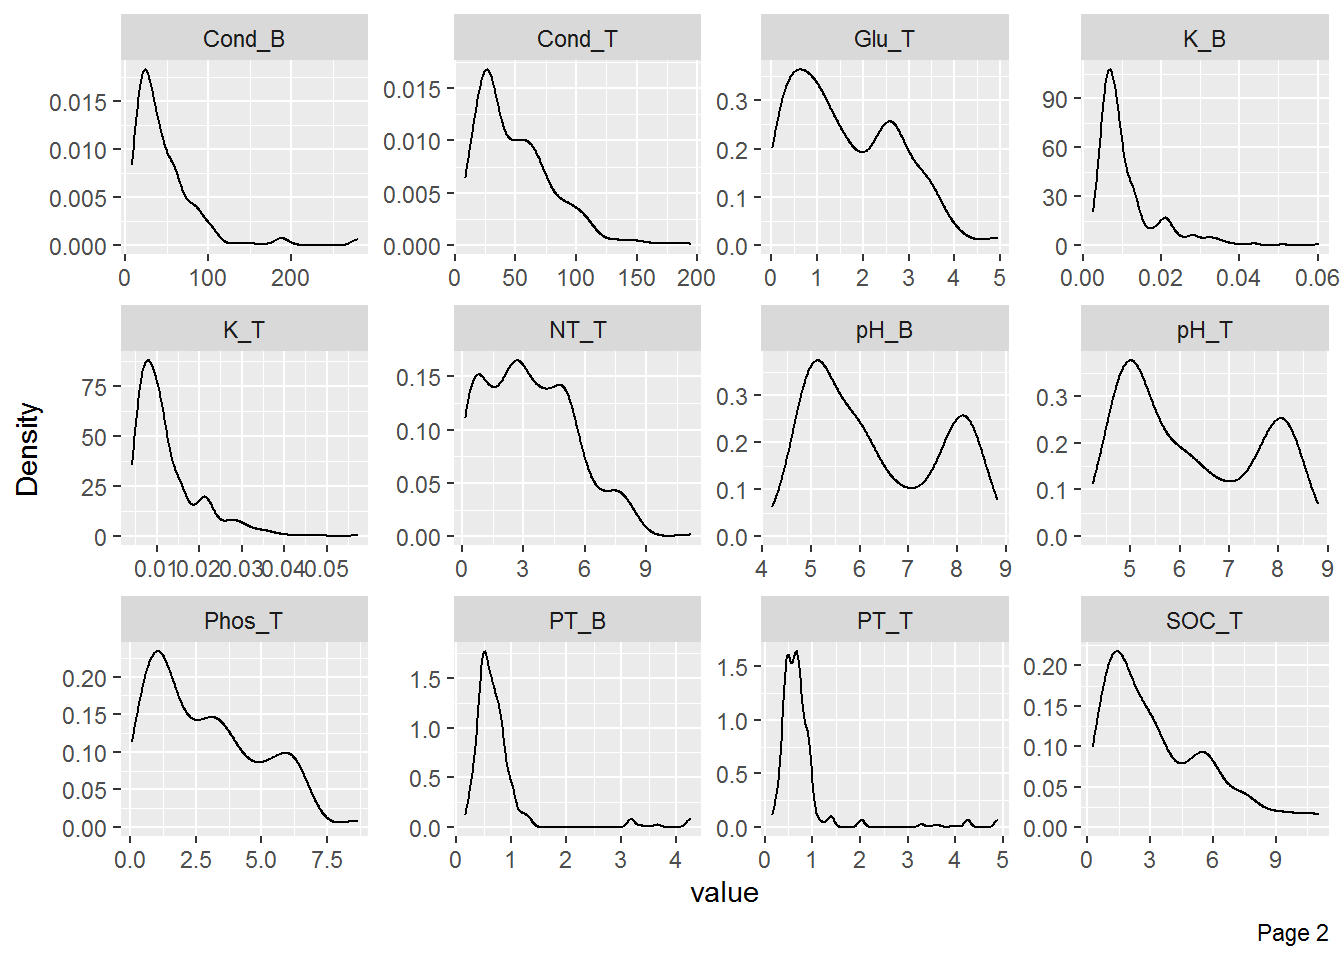 Cond_B Cond_T Glu_T K_B
0.015 0.015 0.3 90
0.010 0.010 0.2 60
0.005 0.005 0.1 30
0.000 0.000 0.0 0
0 100 200 0 50 100 150 200 0 1 2 3 4 5 0.00 0.02 0.04 0.06
K_T NT_T pH_B pH_T
75 0.15 0.3 0.3
50 0.10 0.2 0.2
25 0.05 0.1 0.1
0 0.00 0.0 0.0
0.01 0.02 0.03 0.04 0.05 0 3 6 9 4 5 6 7 8 9 5 6 7 8 9
Density
Phos_T PT_B PT_T SOC_T
0.20 1.5 1.5 0.20
0.15 1.0 1.0 0.15
0.10 0.5 0.5 0.10
0.05 0.0 0.0 0.05
0.00 0.00
0.0 2.5 5.0 7.5 0 1 2 3 4 0 1 2 3 4 5 0 3 6 9
value
Page 2